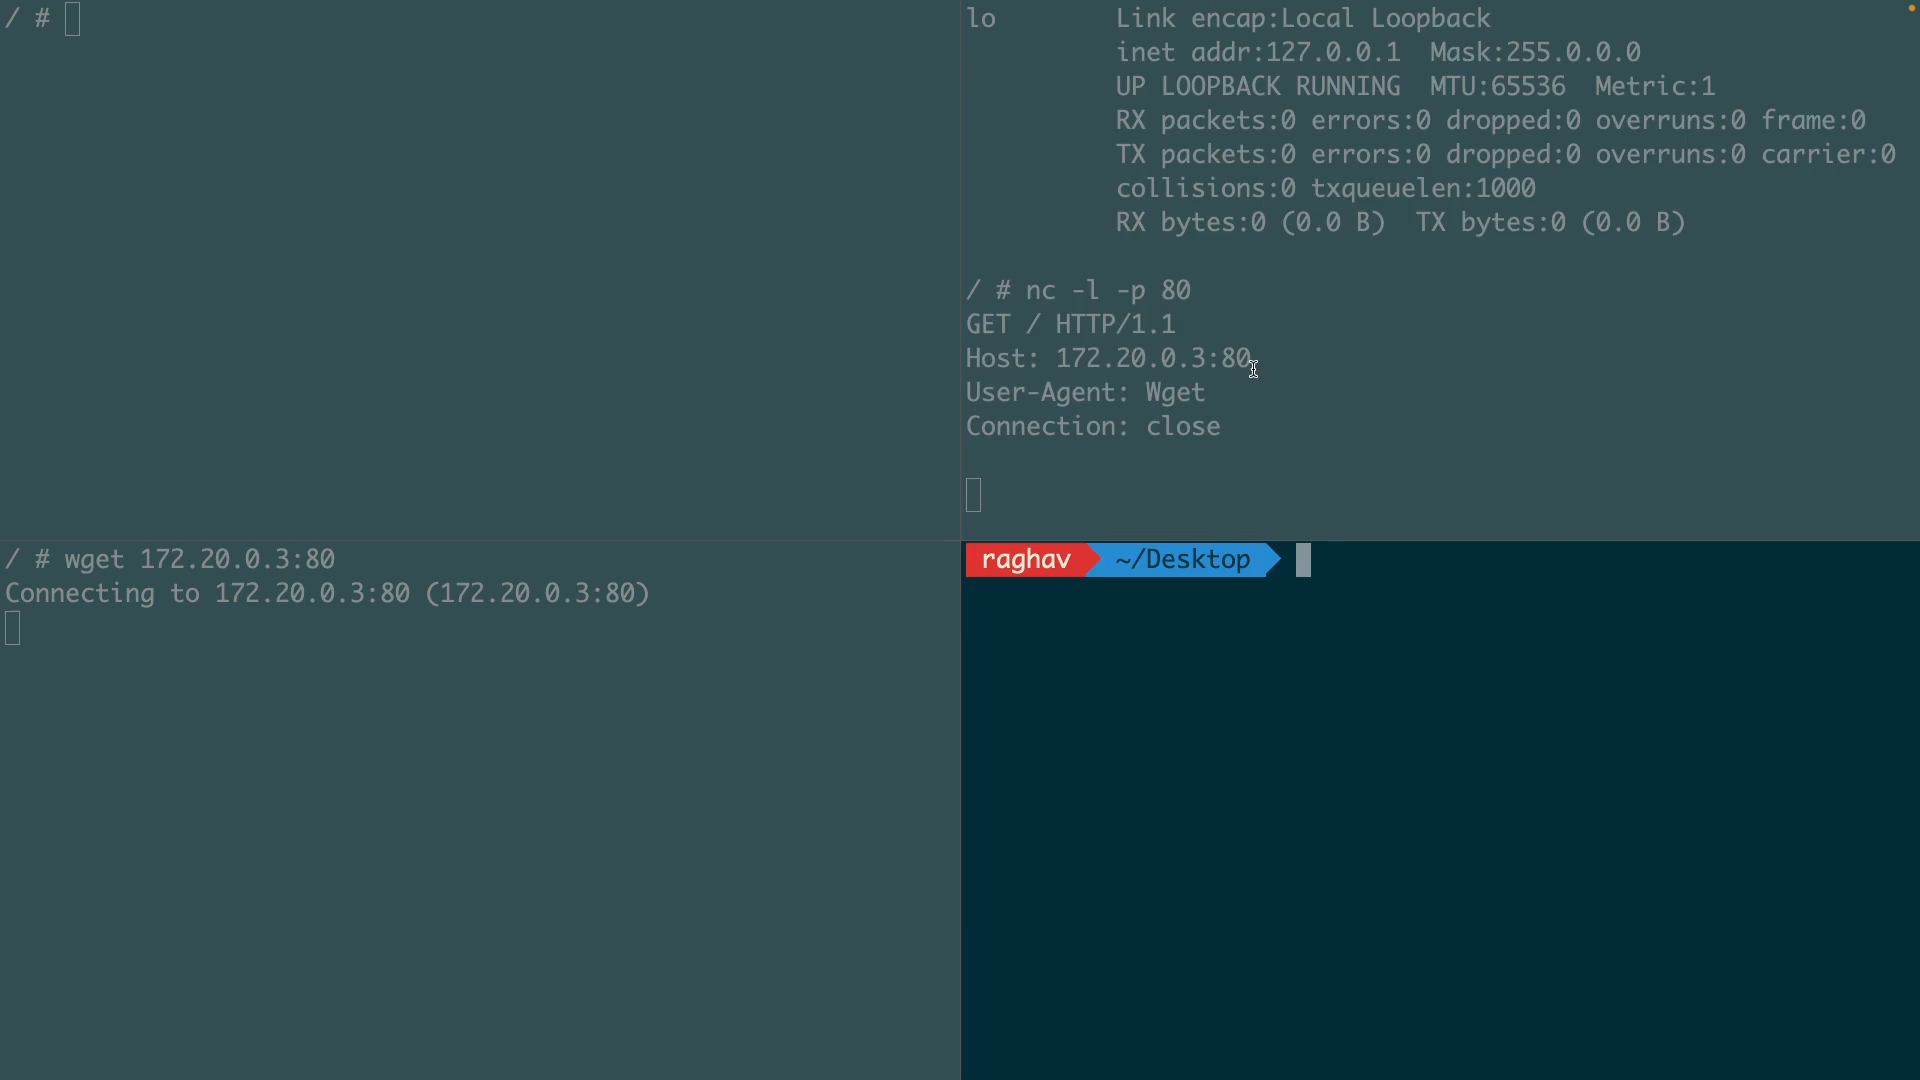 / #
lo Link encap:Local Loopback
inet addr:127.0.0.1 Mask:255.0.0.0
UP LOOPBACK RUNNING MTU:65536 Metric:1
RX packets:0 errors:0 dropped:0 overruns:0 frame:0
TX packets:0 errors:0 dropped:0 overruns:0 carrier:0
collisions:0 txqueuelen:1000
RX bytes:0 (0.0 B) TX bytes:0 (0.0 B)
/ # nc -l -p 80
GET / HTTP/1.1
Host: 172.20.0.3:80
User-Agent: Wget
Connection: close
/ # wget 172.20.0.3:80
Connecting to 172.20.0.3:80 (172.20.0.3:80)
raghav ~/Desktop